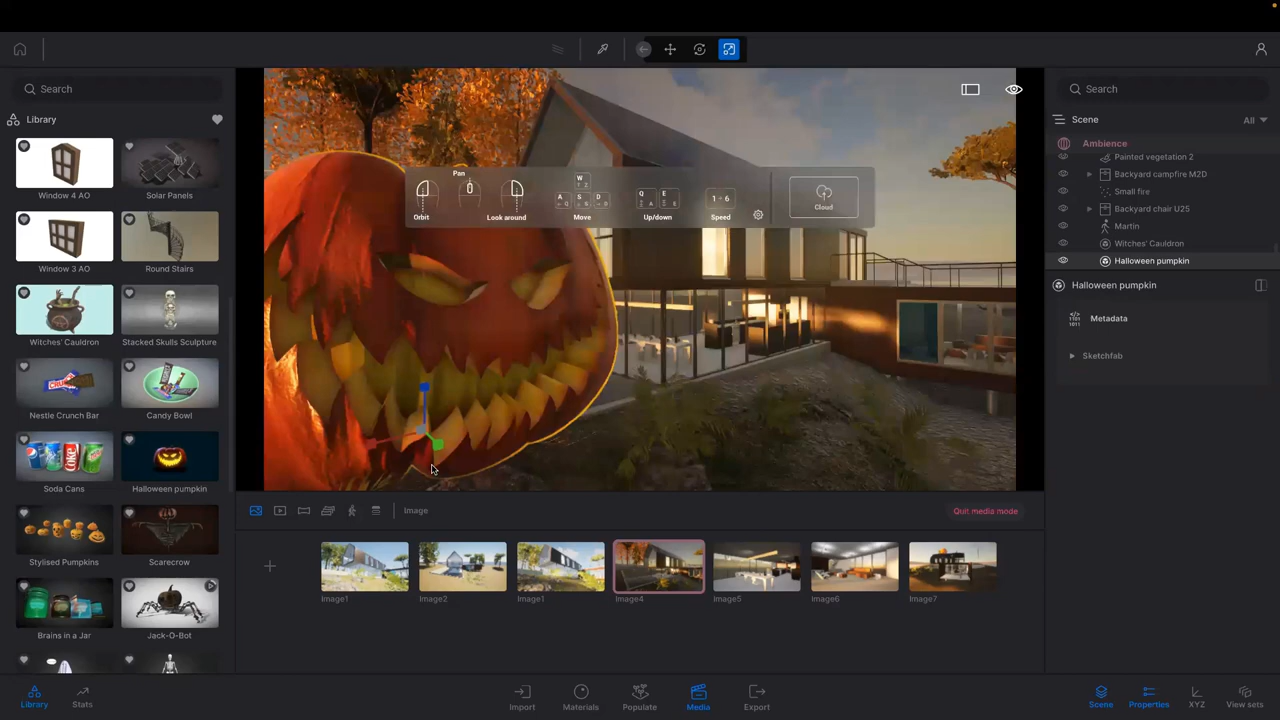 Search
Library
Window 4 AO
Solar Panels
Window 3 AO
Round Stairs
Witches' Cauldron
Stacked Skulls Sculpture
Nestle Crunch Bar
Candy Bowl
Soda Cans
Halloween pumpkin
Stylised Pumpkins
Scarecrow
Brains in a Jar
Jack-O-Bot
Pan
Orbit
Look around
W
A
S
D
Move
Q
E
Up/down
1 - 6
Speed
Cloud
Image
Quit media mode
Image1
Image2
Image1
Image4
Image5
Image6
Image7
Search
Scene
All
Ambience
Painted vegetation 2
Backyard campfire M2D
Small fire
Backyard chair U25
Martin
Witches' Cauldron
Halloween pumpkin
Halloween pumpkin
Metadata
Sketchfab
Library
Stats
Import
Materials
Populate
Media
Export
Scene
Properties
XYZ
View sets